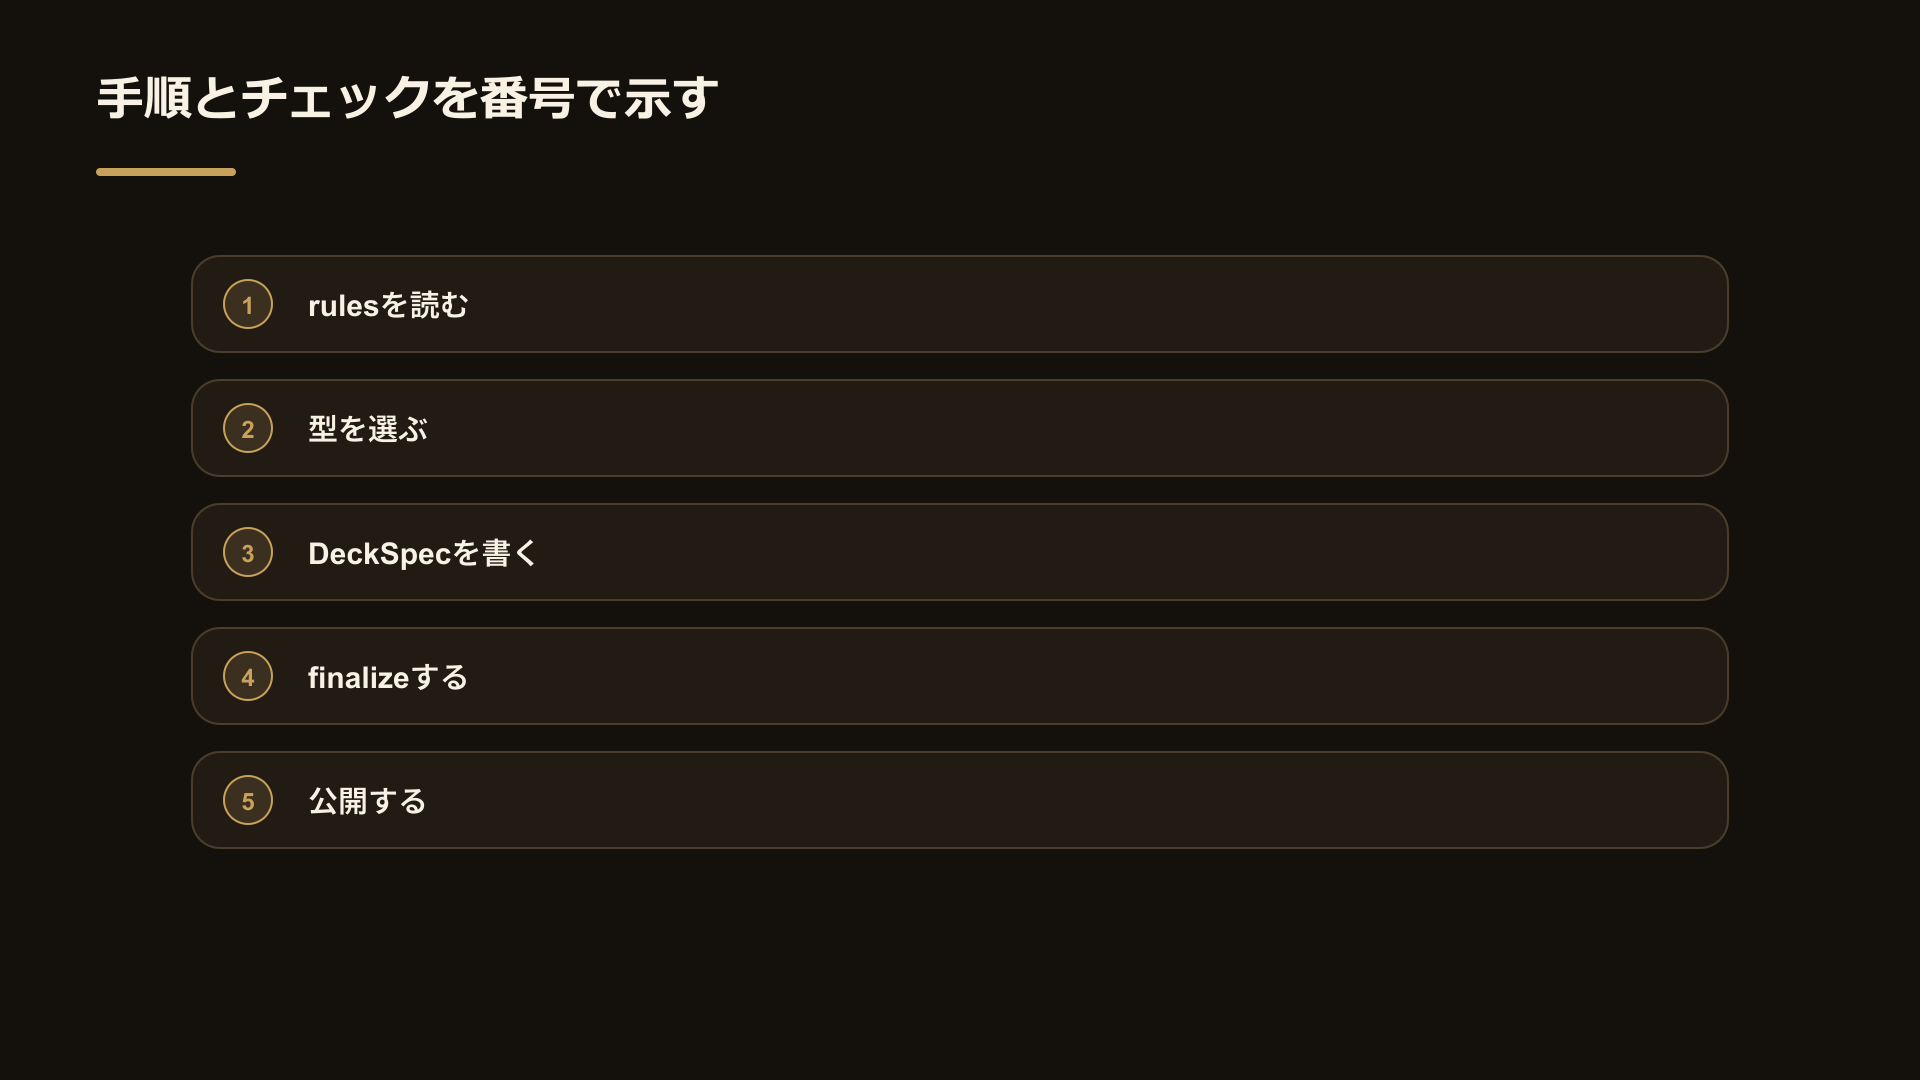 手順とチェックを番号で示す
1 rulesを読む
2 型を選ぶ
3 DeckSpecを書く
4 finalizeする
5 公開する